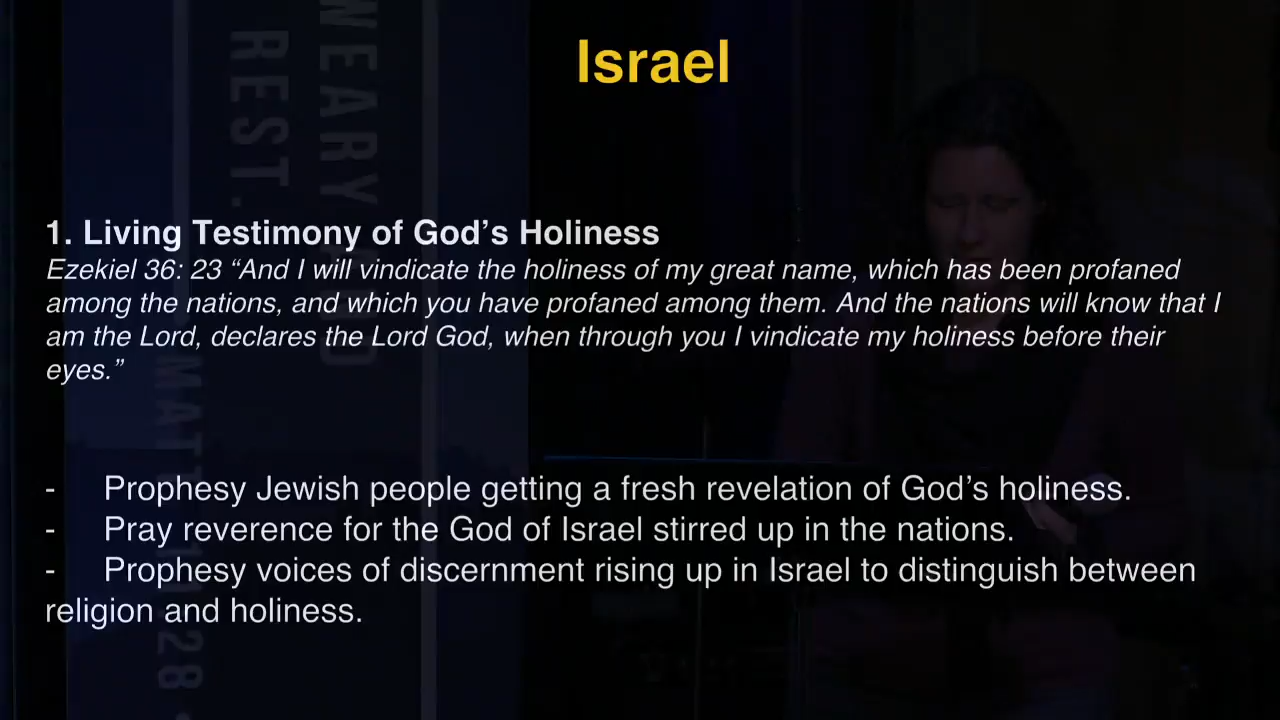 Israel
1. Living Testimony of God’s Holiness
Ezekiel 36: 23 “And I will vindicate the holiness of my great name, which has been profaned
among the nations, and which you have profaned among them. And the nations will know that I
am the Lord, declares the Lord God, when through you I vindicate my holiness before their
eyes.”
- Prophesy Jewish people getting a fresh revelation of God’s holiness.
- Pray reverence for the God of Israel stirred up in the nations.
- Prophesy voices of discernment rising up in Israel to distinguish between
religion and holiness.
WEARY
REST.